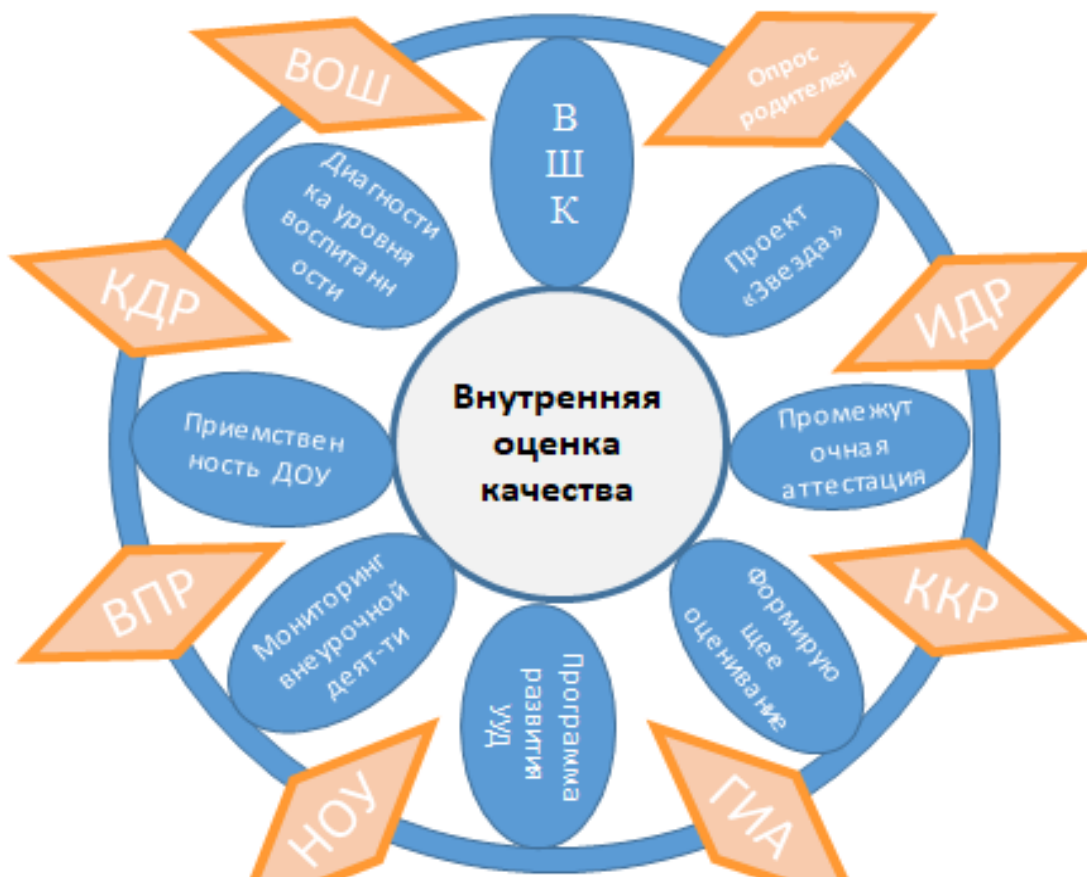 ВОШ
Опрос
родителей
В
Ш
К
Диагности
ка уровня
воспитанн
ости
Проект
«Звезда»
КДР
ИДР
Внутренняя
оценка
качества
Приемствен
ность ДОУ
Промежут
очная
аттестация
ВПР
ККР
Мониторинг
внеурочной
деят-ти
Формирую
щее
оценивание
Программа
развития
УУД
НОУ
ГИА